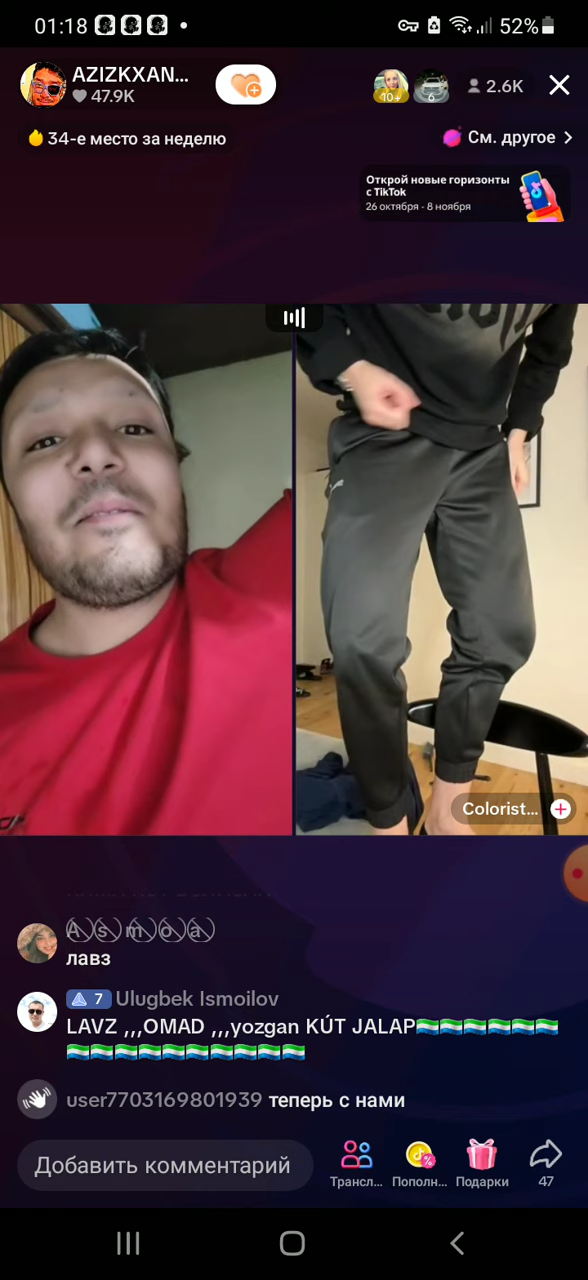 01:18
52%
AZIZKXAN...
47.9K
10+
6
2.6K
34-е место за неделю
См. другое
Открой новые горизонты
с TikTok
26 октября - 8 ноября
Colorist...
A s m o a
лавз
7 Ulugbek Ismoilov
LAVZ ,,,OMAD ,,,yozgan KÚT JALAP🇸🇱🇸🇱🇸🇱🇸🇱🇸🇱🇸🇱
🇸🇱🇸🇱🇸🇱🇸🇱🇸🇱🇸🇱🇸🇱🇸🇱🇸🇱🇸🇱
user7703169801939 теперь с нами
Добавить комментарий
Трансл...
Пополн...
Подарки
47